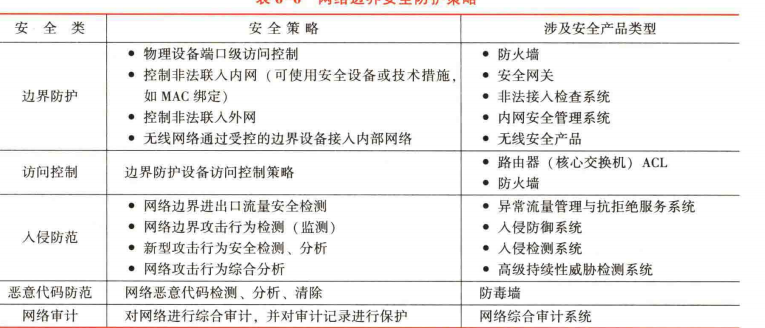 表 6-6 网络边界安全防护策略
安 全 类 安 全 策 略 涉及安全产品类型
边界防护
• 物理设备端口级访问控制
• 控制非法联入内网（可使用安全设备或技术措施，
如 MAC 绑定）
• 控制非法联入外网
• 无线网络通过受控的边界设备接入内部网络
• 防火墙
• 安全网关
• 非法接入检查系统
• 内网安全管理系统
• 无线安全产品
访问控制
边界防护设备访问控制策略
• 路由器（核心交换机）ACL
• 防火墙
入侵防范
• 网络边界进出口流量安全检测
• 网络边界攻击行为检测（监测）
• 新型攻击行为安全检测、分析
• 网络攻击行为综合分析
• 异常流量管理与抗拒绝服务系统
• 入侵防御系统
• 入侵检测系统
• 高级持续性威胁检测系统
恶意代码防范 网络恶意代码检测、分析、清除 防毒墙
网络审计 对网络进行综合审计，并对审计记录进行保护 网络综合审计系统